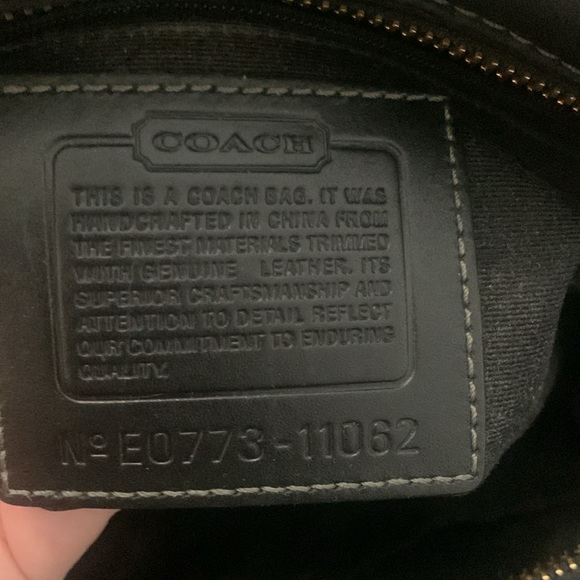 COACH
THIS IS A COACH BAG. IT WAS
HANDCRAFTED IN CHINA FROM
THE FINEST MATERIALS TRIMMED
WITH GENUINE LEATHER. ITS
SUPERIOR CRAFTSMANSHIP AND
ATTENTION TO DETAIL REFLECT
OUR COMMITMENT TO ENDURING
QUALITY.
Nº E0773-11062